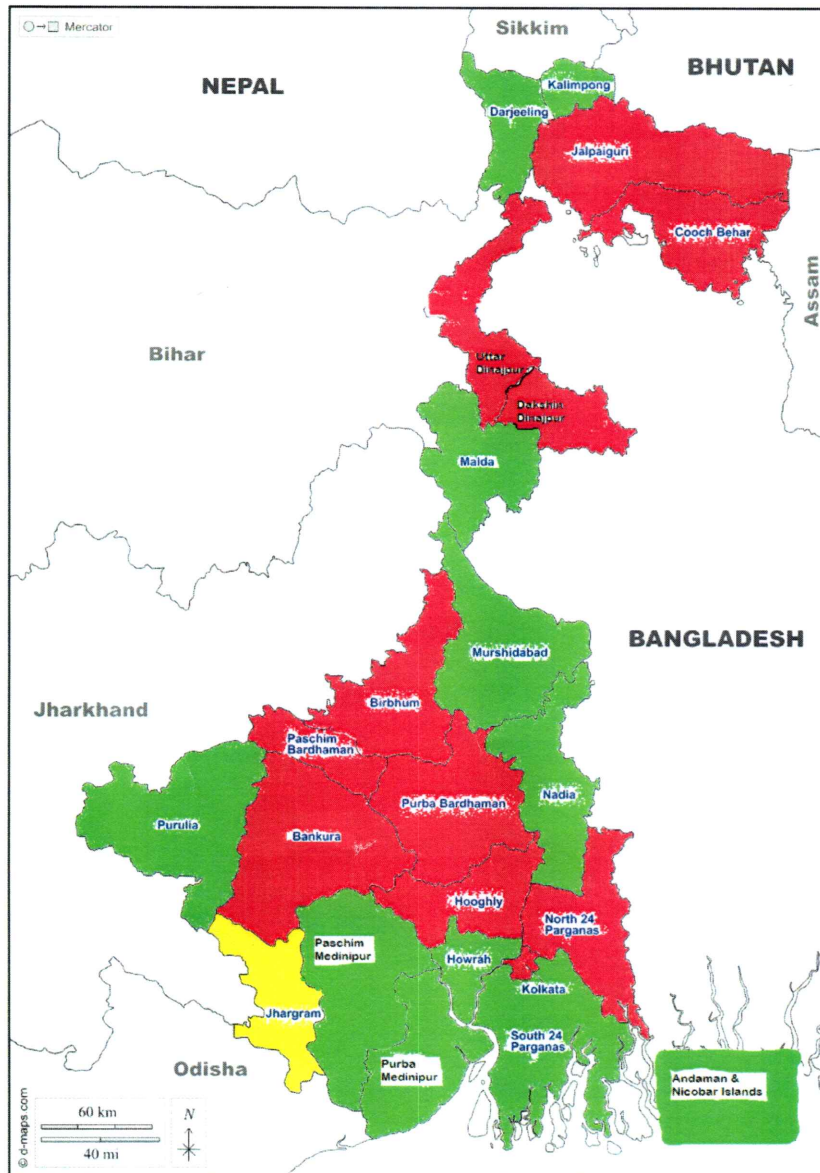 Mercator
Sikkim
NEPAL
BHUTAN
Kalimpong
Darjeeling
Jalpaiguri
Cooch Behar
Assam
Bihar
Uttar
Dinajpur
Dakshin
Dinajpur
Malda
BANGLADESH
Murshidabad
Jharkhand
Birbhum
Paschim
Bardhaman
Purba Bardhaman
Nadia
Purulia
Bankura
Hooghly
North 24
Parganas
Paschim
Medinipur
Howrah
Kolkata
Jhargram
South 24
Parganas
Odisha
Purba
Medinipur
Andaman &
Nicobar Islands
60 km
40 mi
N
© d-maps.com